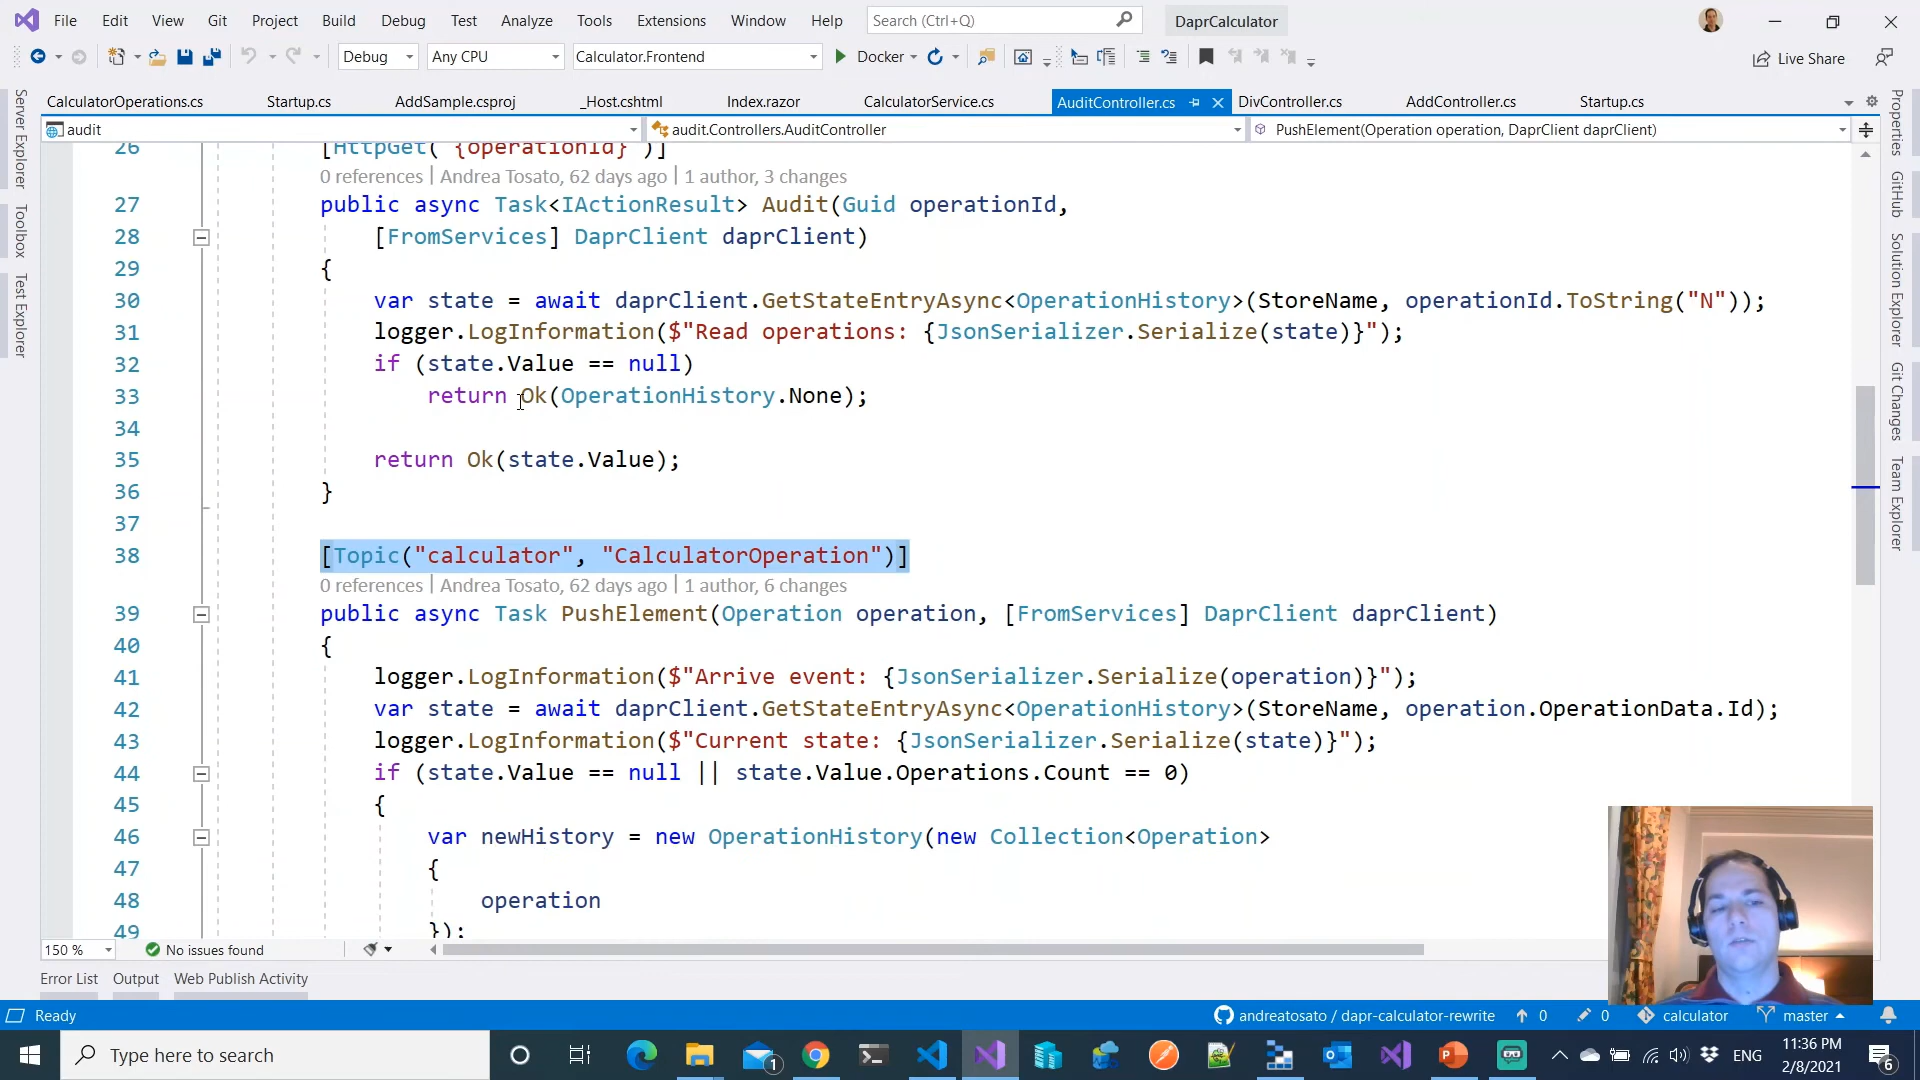 File Edit View Git Project Build Debug Test Analyze Tools Extensions Window Help Search (Ctrl+Q) DaprCalculator
Debug Any CPU Calculator.Frontend Docker Live Share
CalculatorOperations.cs Startup.cs AddSample.csproj _Host.cshtml Index.razor CalculatorService.cs AuditController.cs DivController.cs AddController.cs Startup.cs
audit audit.Controllers.AuditController PushElement(Operation operation, DaprClient daprClient)
Server Explorer
Toolbox
Test Explorer
26 [HttpGet("{operationId}")]
0 references | Andrea Tosato, 62 days ago | 1 author, 3 changes
27 public async Task<IActionResult> Audit(Guid operationId,
28 [FromServices] DaprClient daprClient)
29 {
30 var state = await daprClient.GetStateEntryAsync<OperationHistory>(StoreName, operationId.ToString("N"));
31 logger.LogInformation($"Read operations: {JsonSerializer.Serialize(state)}");
32 if (state.Value == null)
33 return Ok(OperationHistory.None);
34
35 return Ok(state.Value);
36 }
37
38 [Topic("calculator", "CalculatorOperation")]
0 references | Andrea Tosato, 62 days ago | 1 author, 6 changes
39 public async Task PushElement(Operation operation, [FromServices] DaprClient daprClient)
40 {
41 logger.LogInformation($"Arrive event: {JsonSerializer.Serialize(operation)}");
42 var state = await daprClient.GetStateEntryAsync<OperationHistory>(StoreName, operation.OperationData.Id);
43 logger.LogInformation($"Current state: {JsonSerializer.Serialize(state)}");
44 if (state.Value == null || state.Value.Operations.Count == 0)
45 {
46 var newHistory = new OperationHistory(new Collection<Operation>
47 {
48 operation
49 });
Properties
GitHub
Solution Explorer
Git Changes
Team Explorer
150 % No issues found
Error List Output Web Publish Activity
Ready andreatosato / dapr-calculator-rewrite 0 0 calculator master
Type here to search 1 ENG 11:36 PM
2/8/2021 6